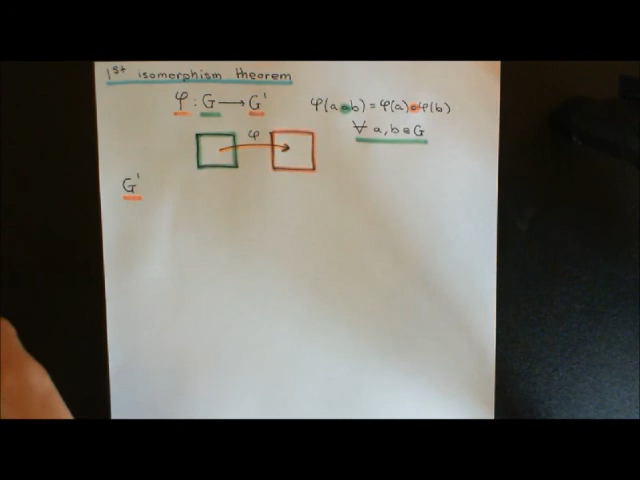 1st isomorphism theorem
φ : G → G'
φ(a∘b) = φ(a)∘φ(b)
∀ a, b ∈ G
φ
G'